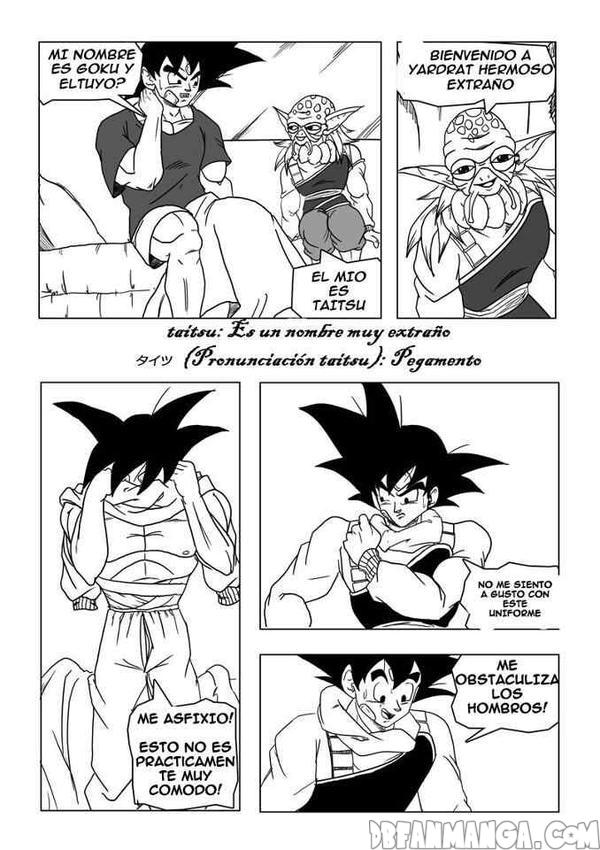 MI NOMBRE
ES GOKU Y
ELTUYO?
EL MIO
ES
TAITSU
BIENVENIDO A
YARDRAT HERMOSO
EXTRAÑO
taitsu: Es un nombre muy extraño
タイツ (Pronunciación taitsu): Pegamento
ME ASFIXIO!
ESTO NO ES
PRACTICAMEN
TE MUY
COMODO!
NO ME SIENTO
A GUSTO CON
ESTE
UNIFORME
ME
OBSTACULIZA
LOS
HOMBROS!
DBFANMANGA.COM